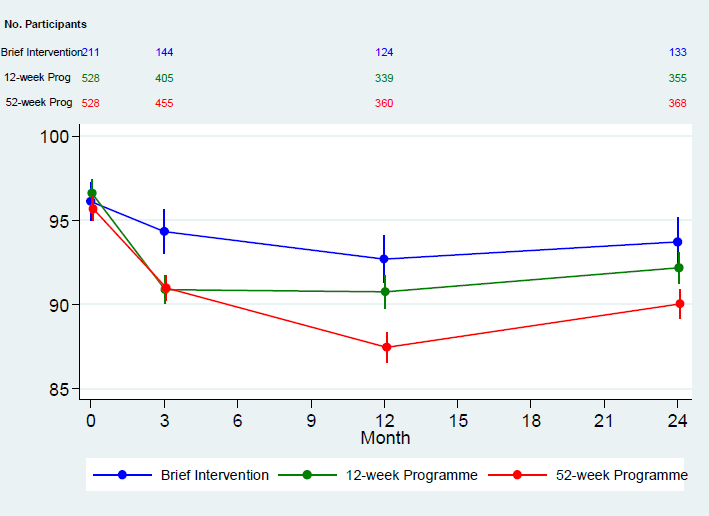 No. Participants
Brief Intervention 211 144 124 133
12-week Prog 528 405 339 355
52-week Prog 528 455 360 368
100
95
90
85
0 3 6 9 12 15 18 21 24
Month
Brief Intervention 12-week Programme 52-week Programme